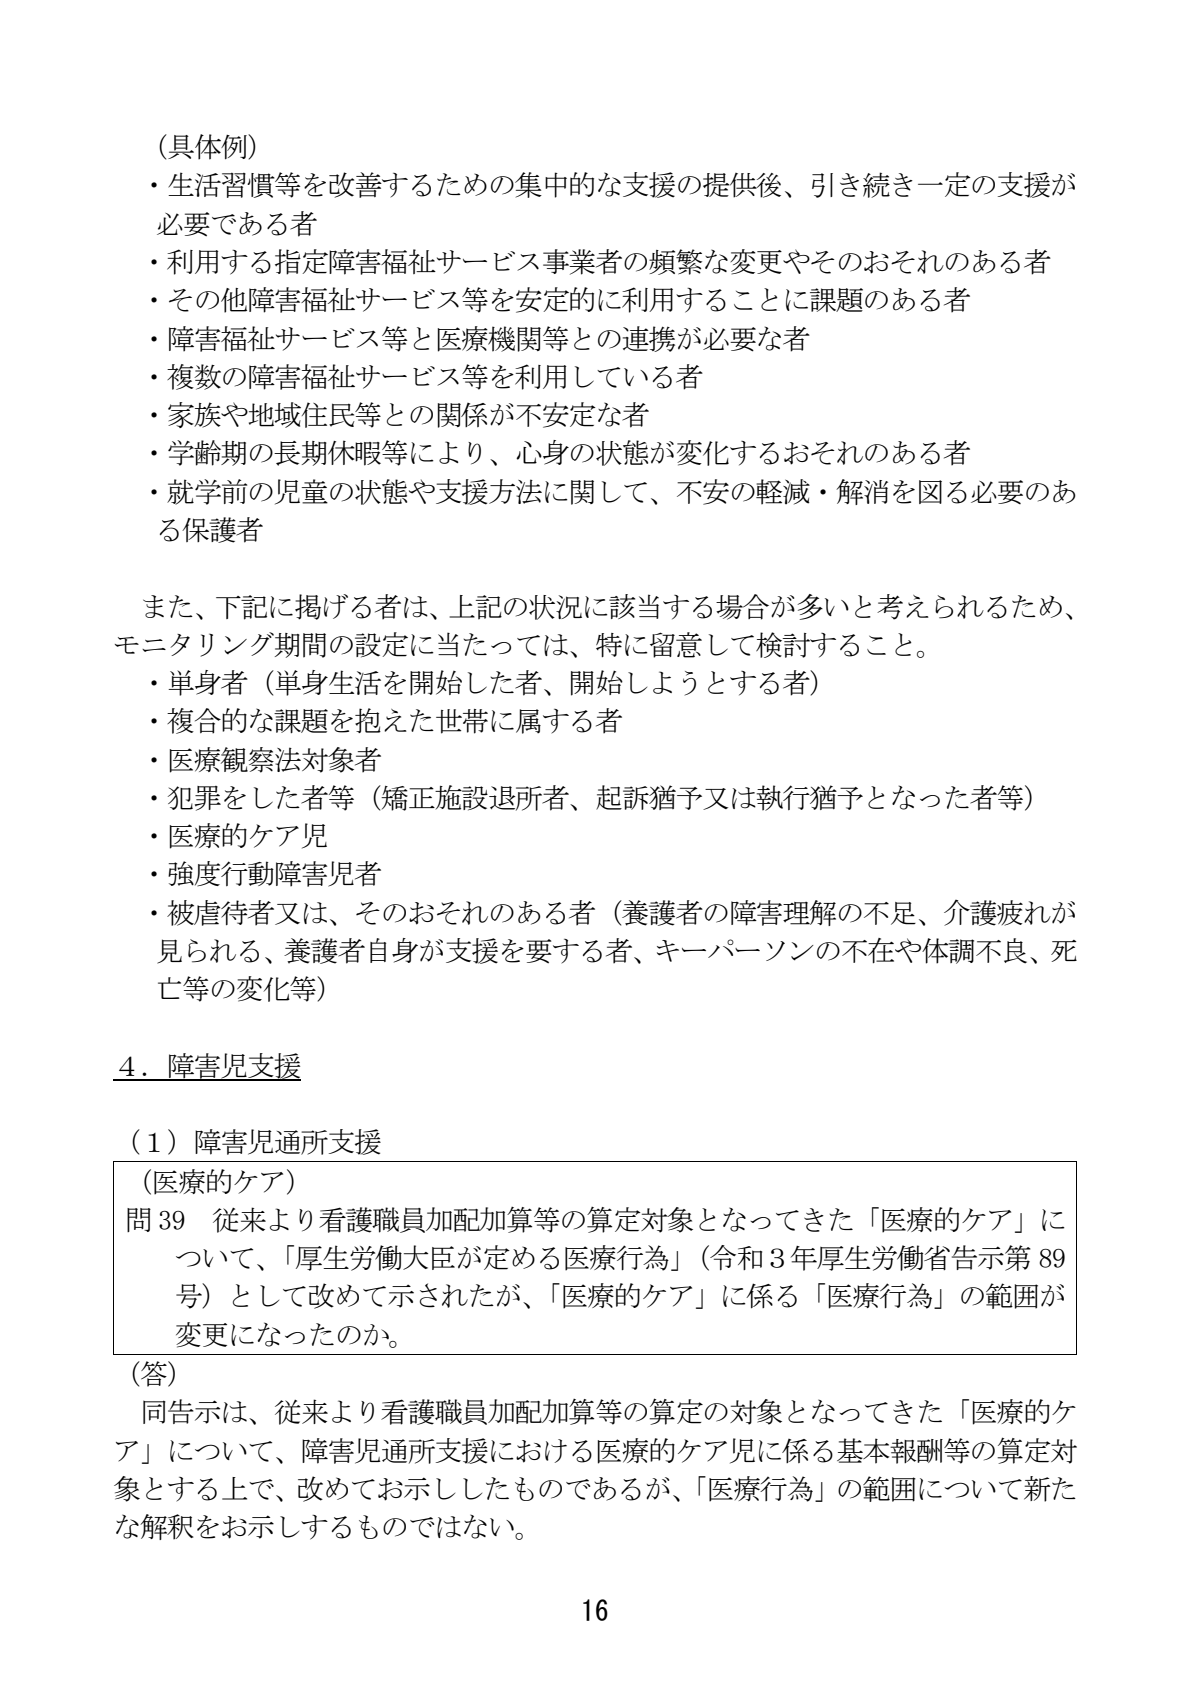 （具体例）
・生活習慣等を改善するための集中的な支援の提供後、引き続き一定の支援が
必要である者
・利用する指定障害福祉サービス事業者の頻繁な変更やそのおそれのある者
・その他障害福祉サービス等を安定的に利用することに課題のある者
・障害福祉サービス等と医療機関等との連携が必要な者
・複数の障害福祉サービス等を利用している者
・家族や地域住民等との関係が不安定な者
・学齢期の長期休暇等により、心身の状態が変化するおそれのある者
・就学前の児童の状態や支援方法に関して、不安の軽減・解消を図る必要のあ
る保護者
また、下記に掲げる者は、上記の状況に該当する場合が多いと考えられるため、
モニタリング期間の設定に当たっては、特に留意して検討すること。
・単身者（単身生活を開始した者、開始しようとする者）
・複合的な課題を抱えた世帯に属する者
・医療観察法対象者
・犯罪をした者等（矯正施設退所者、起訴猶予又は執行猶予となった者等）
・医療的ケア児
・強度行動障害児者
・被虐待者又は、そのおそれのある者（養護者の障害理解の不足、介護疲れが
見られる、養護者自身が支援を要する者、キーパーソンの不在や体調不良、死
亡等の変化等）
４．障害児支援
（１）障害児通所支援
（医療的ケア）
問 39　従来より看護職員加配加算等の算定対象となってきた「医療的ケア」に
ついて、「厚生労働大臣が定める医療行為」（令和３年厚生労働省告示第 89
号）として改めて示されたが、「医療的ケア」に係る「医療行為」の範囲が
変更になったのか。
（答）
同告示は、従来より看護職員加配加算等の算定の対象となってきた「医療的ケ
ア」について、障害児通所支援における医療的ケア児に係る基本報酬等の算定対
象とする上で、改めてお示ししたものであるが、「医療行為」の範囲について新た
な解釈をお示しするものではない。
16